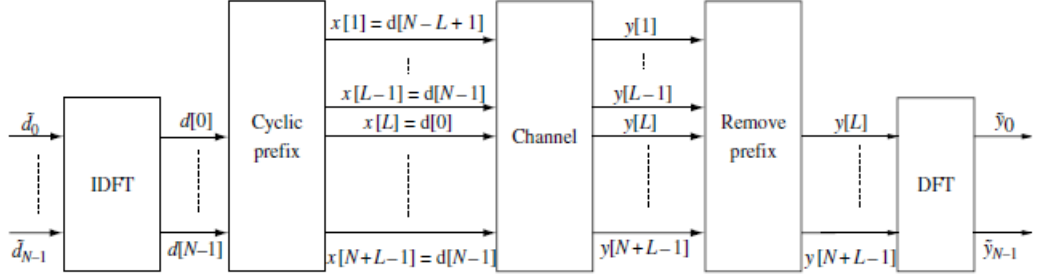 x[1] = d[N – L + 1]
y[1]
x[L–1] = d[N–1]
y[L–1]
d̃₀
d[0]
Cyclic
prefix
x[L] = d[0]
Channel
y[L]
Remove
prefix
y[L]
ỹ₀
IDFT
DFT
d̃_{N–1}
d[N–1]
x[N+L–1] = d[N–1]
y[N+L–1]
y[N+L–1]
ỹ_{N–1}